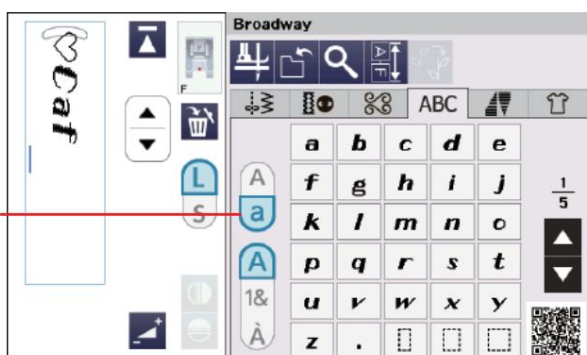 Broadway
F
A
F
ABC
Caf
L
S
A
a
A
1&
À
a b c d e
f g h i j
k l m n o
p q r s t
u v w x y
z .
1
5